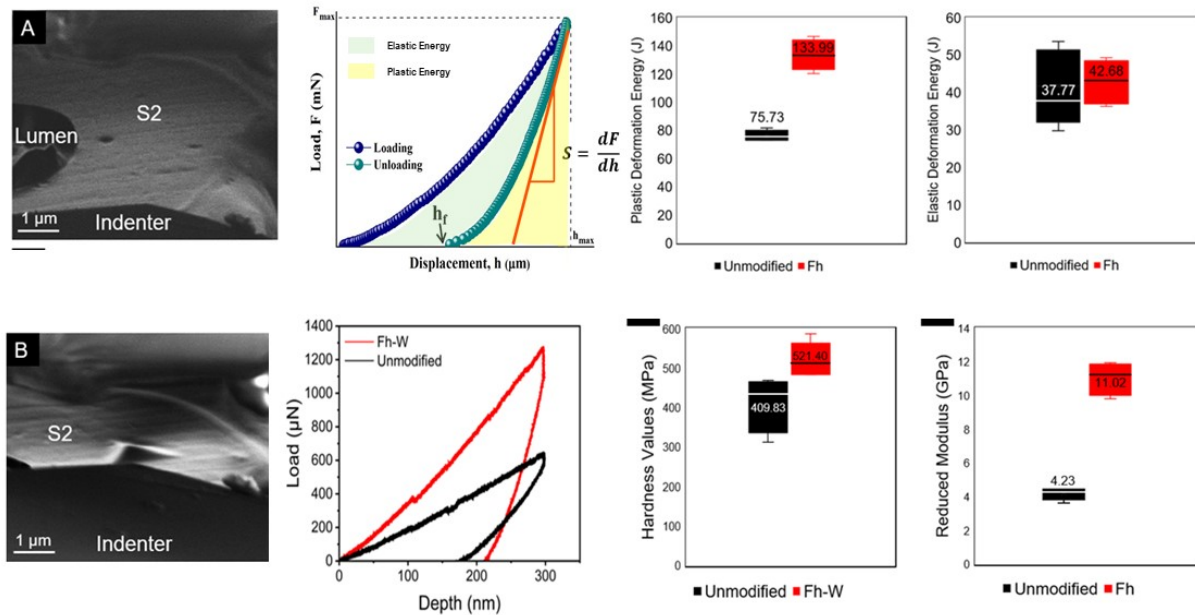 A
S2
Lumen
1 µm
Indenter
Fmax
Load, F (mN)
Elastic Energy
Plastic Energy
Loading
Unloading
S = dF/dh
hf
hmax
Displacement, h (µm)
Plastic Deformation Energy (J)
160
140
120
100
80
60
40
20
0
75.73
133.99
Unmodified Fh
Elastic Deformation Energy (J)
60
50
40
30
20
10
0
37.77
42.68
Unmodified Fh
B
S2
1 µm
Indenter
Load (µN)
1400
1200
1000
800
600
400
200
0
Fh-W
Unmodified
0 100 200 300
Depth (nm)
Hardness Values (MPa)
600
500
400
300
200
100
0
409.83
521.40
Unmodified Fh-W
Reduced Modulus (GPa)
14
12
10
8
6
4
2
0
4.23
11.02
Unmodified Fh